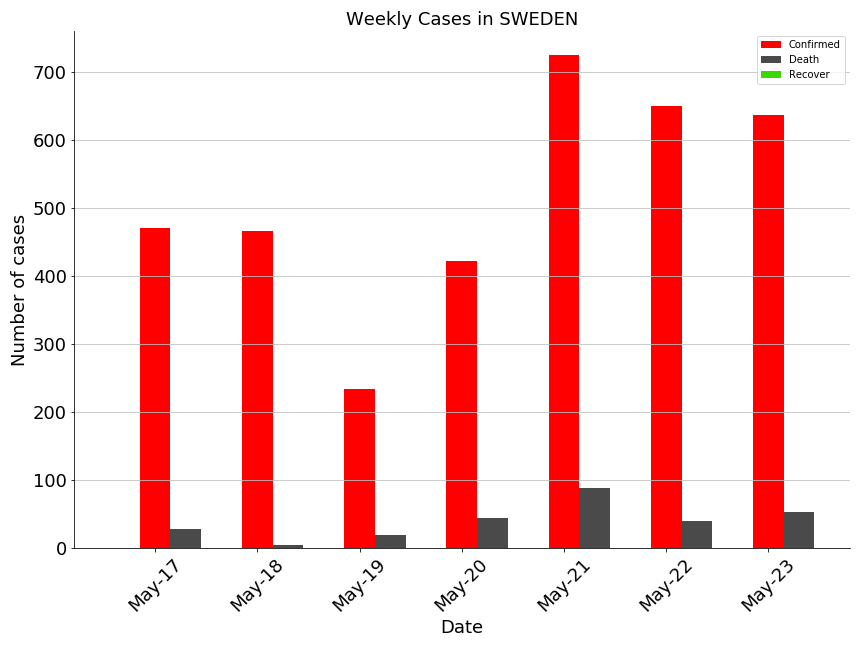 Weekly Cases in SWEDEN
Confirmed
Death
Recover
Number of cases
700
600
500
400
300
200
100
0
May-17
May-18
May-19
May-20
May-21
May-22
May-23
Date